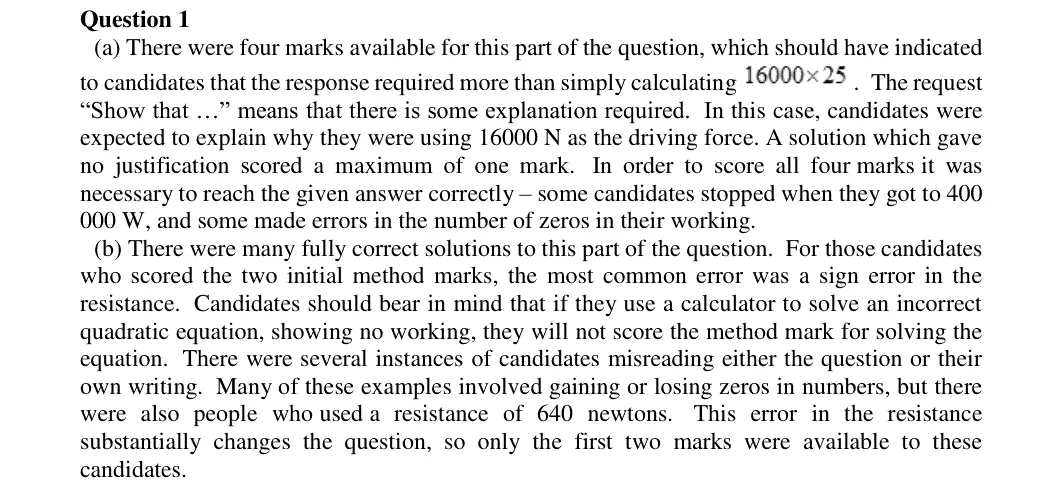 Question 1
(a) There were four marks available for this part of the question, which should have indicated
to candidates that the response required more than simply calculating 16000×25 . The request
“Show that …” means that there is some explanation required. In this case, candidates were
expected to explain why they were using 16000 N as the driving force. A solution which gave
no justification scored a maximum of one mark. In order to score all four marks it was
necessary to reach the given answer correctly – some candidates stopped when they got to 400
000 W, and some made errors in the number of zeros in their working.
(b) There were many fully correct solutions to this part of the question. For those candidates
who scored the two initial method marks, the most common error was a sign error in the
resistance. Candidates should bear in mind that if they use a calculator to solve an incorrect
quadratic equation, showing no working, they will not score the method mark for solving the
equation. There were several instances of candidates misreading either the question or their
own writing. Many of these examples involved gaining or losing zeros in numbers, but there
were also people who used a resistance of 640 newtons. This error in the resistance
substantially changes the question, so only the first two marks were available to these
candidates.